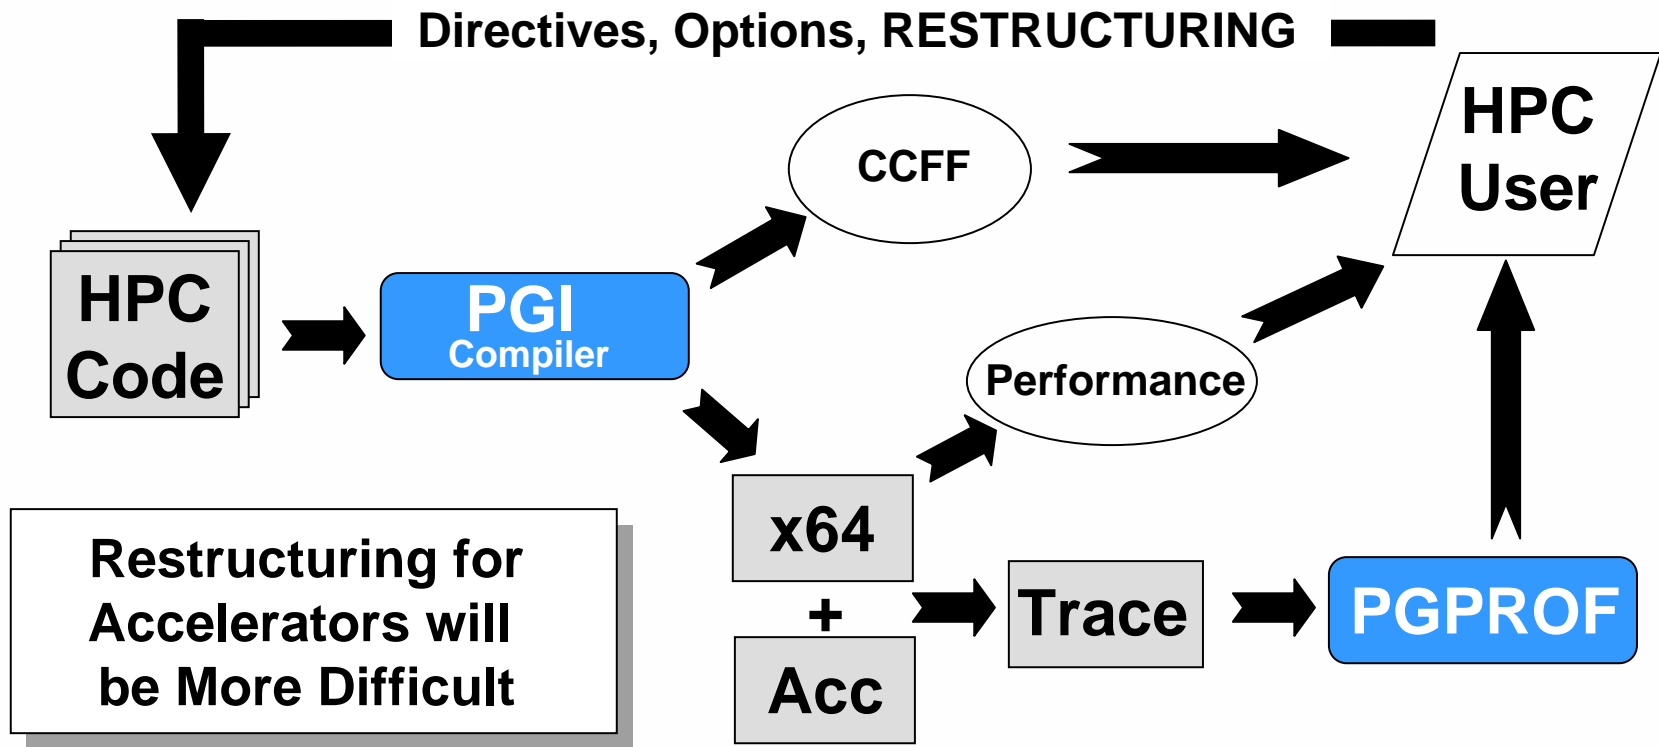 Directives, Options, RESTRUCTURING
HPC
User
CCFF
HPC
Code
PGI
Compiler
Performance
x64
+
Acc
Trace
PGPROF
Restructuring for
Accelerators will
be More Difficult